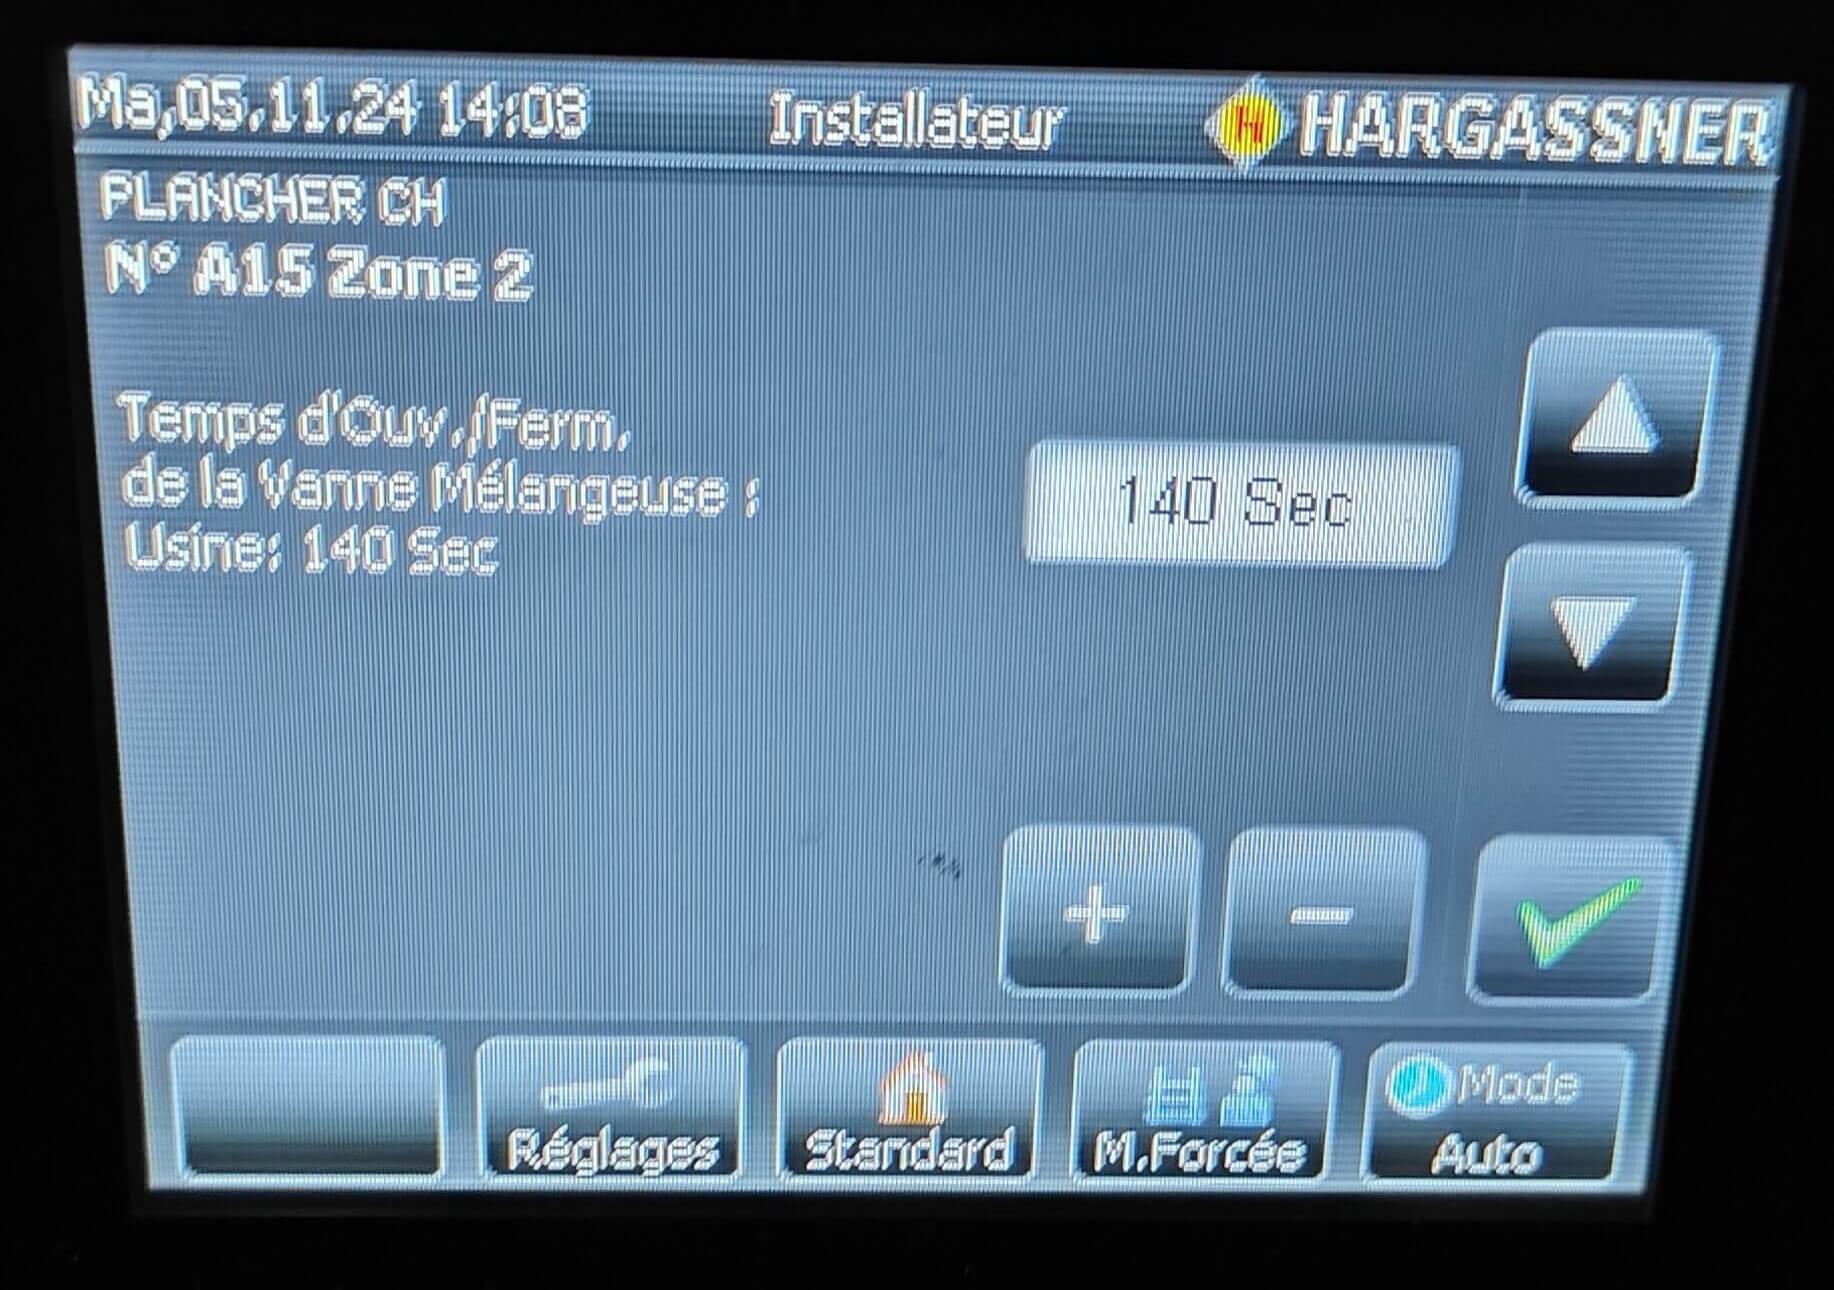 Ma,05.11.24 14:08 Installateur HARGASSNER
PLANCHER CH
N° A15 Zone 2
Temps d'Ouv./Ferm.
de la Vanne Mélangeuse :
Usine: 140 Sec
140 Sec
+ -
Réglages Standard M.Forcée Mode Auto